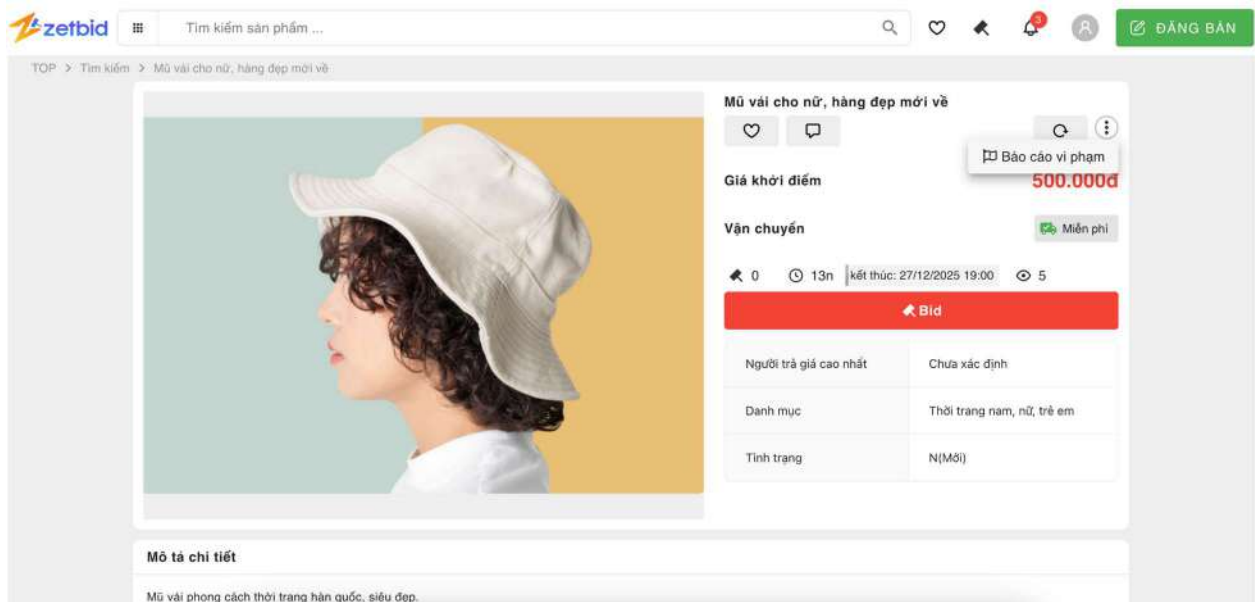 zetbid
Tìm kiếm sản phẩm ...
3
ĐĂNG BÁN
TOP > Tìm kiếm > Mũ vải cho nữ, hàng đẹp mới về
Mũ vải cho nữ, hàng đẹp mới về
Báo cáo vi phạm
Giá khởi điểm
500.000đ
Vận chuyển
Miễn phí
0 13n kết thúc: 27/12/2025 19:00 5
Bid
Người trả giá cao nhất
Chưa xác định
Danh mục
Thời trang nam, nữ, trẻ em
Tình trạng
N(Mới)
Mô tả chi tiết
Mũ vải phong cách thời trang hàn quốc, siêu đẹp.